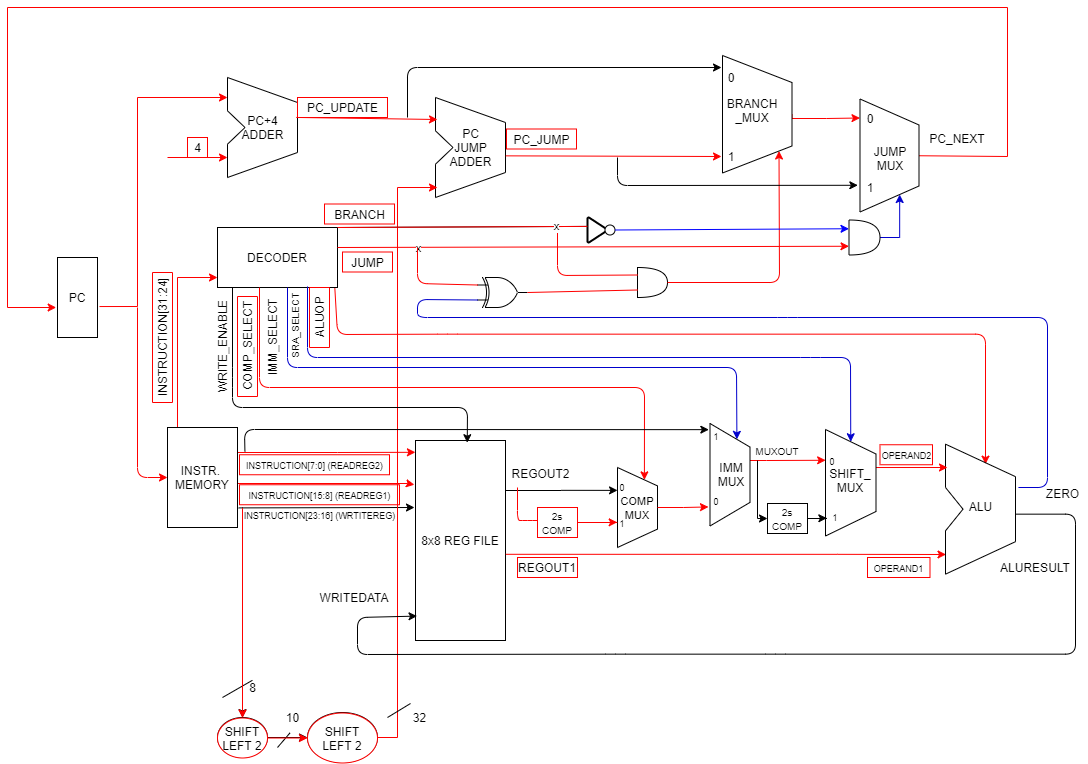 0
PC_UPDATE
BRANCH
_MUX
PC+4
ADDER
0
PC
JUMP
ADDER
PC_JUMP
PC_NEXT
4
1
JUMP
MUX
1
BRANCH
X
X
DECODER
JUMP
PC
INSTRUCTION[31:24]
WRITE_ENABLE
COMP_SELECT
IMM_SELECT
SRA_SELECT
ALUOP
1
MUXOUT
OPERAND2
INSTRUCTION[7:0] (READREG2)
0
INSTR.
MEMORY
REGOUT2
IMM
MUX
SHIFT_
MUX
0
INSTRUCTION[15:8] (READREG1)
COMP
MUX
0
ZERO
INSTRUCTION[23:16] (WRTITEREG)
2s
COMP
1
2s
COMP
1
ALU
8x8 REG FILE
REGOUT1
OPERAND1
ALURESULT
WRITEDATA
8
10
32
SHIFT
LEFT 2
SHIFT
LEFT 2